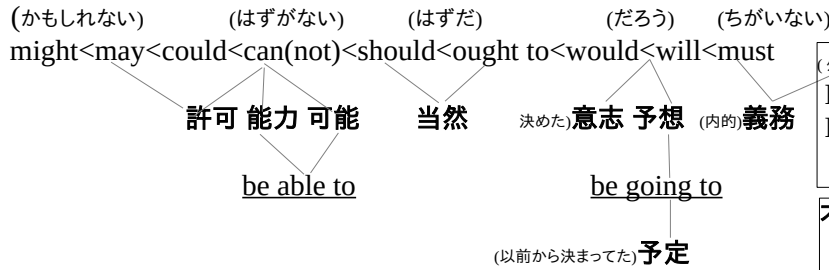 (かもしれない) (はずがない) (はずだ) (だろう) (ちがいない)
might<may<could<can(not)<should<ought to<would<will<must
許可 能力 可能 当然 決めた)意志 予想 (内的)義務
be able to be going to
(以前から決まってた)予定